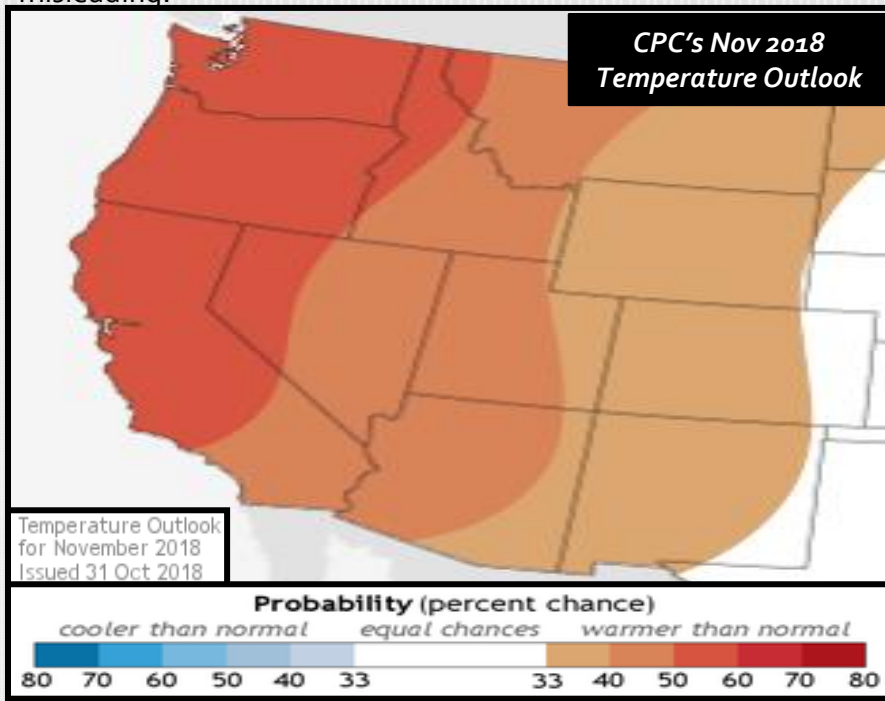 misleading.
CPC's Nov 2018
Temperature Outlook
Temperature Outlook
for November 2018
Issued 31 Oct 2018
Probability (percent chance)
cooler than normal equal chances warmer than normal
80 70 60 50 40 33 33 40 50 60 70 80